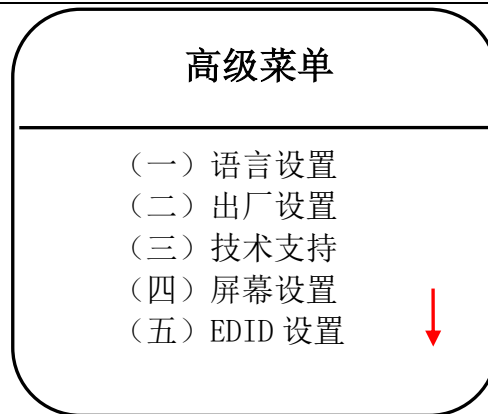 高级菜单
（一）语言设置
（二）出厂设置
（三）技术支持
（四）屏幕设置
（五）EDID 设置